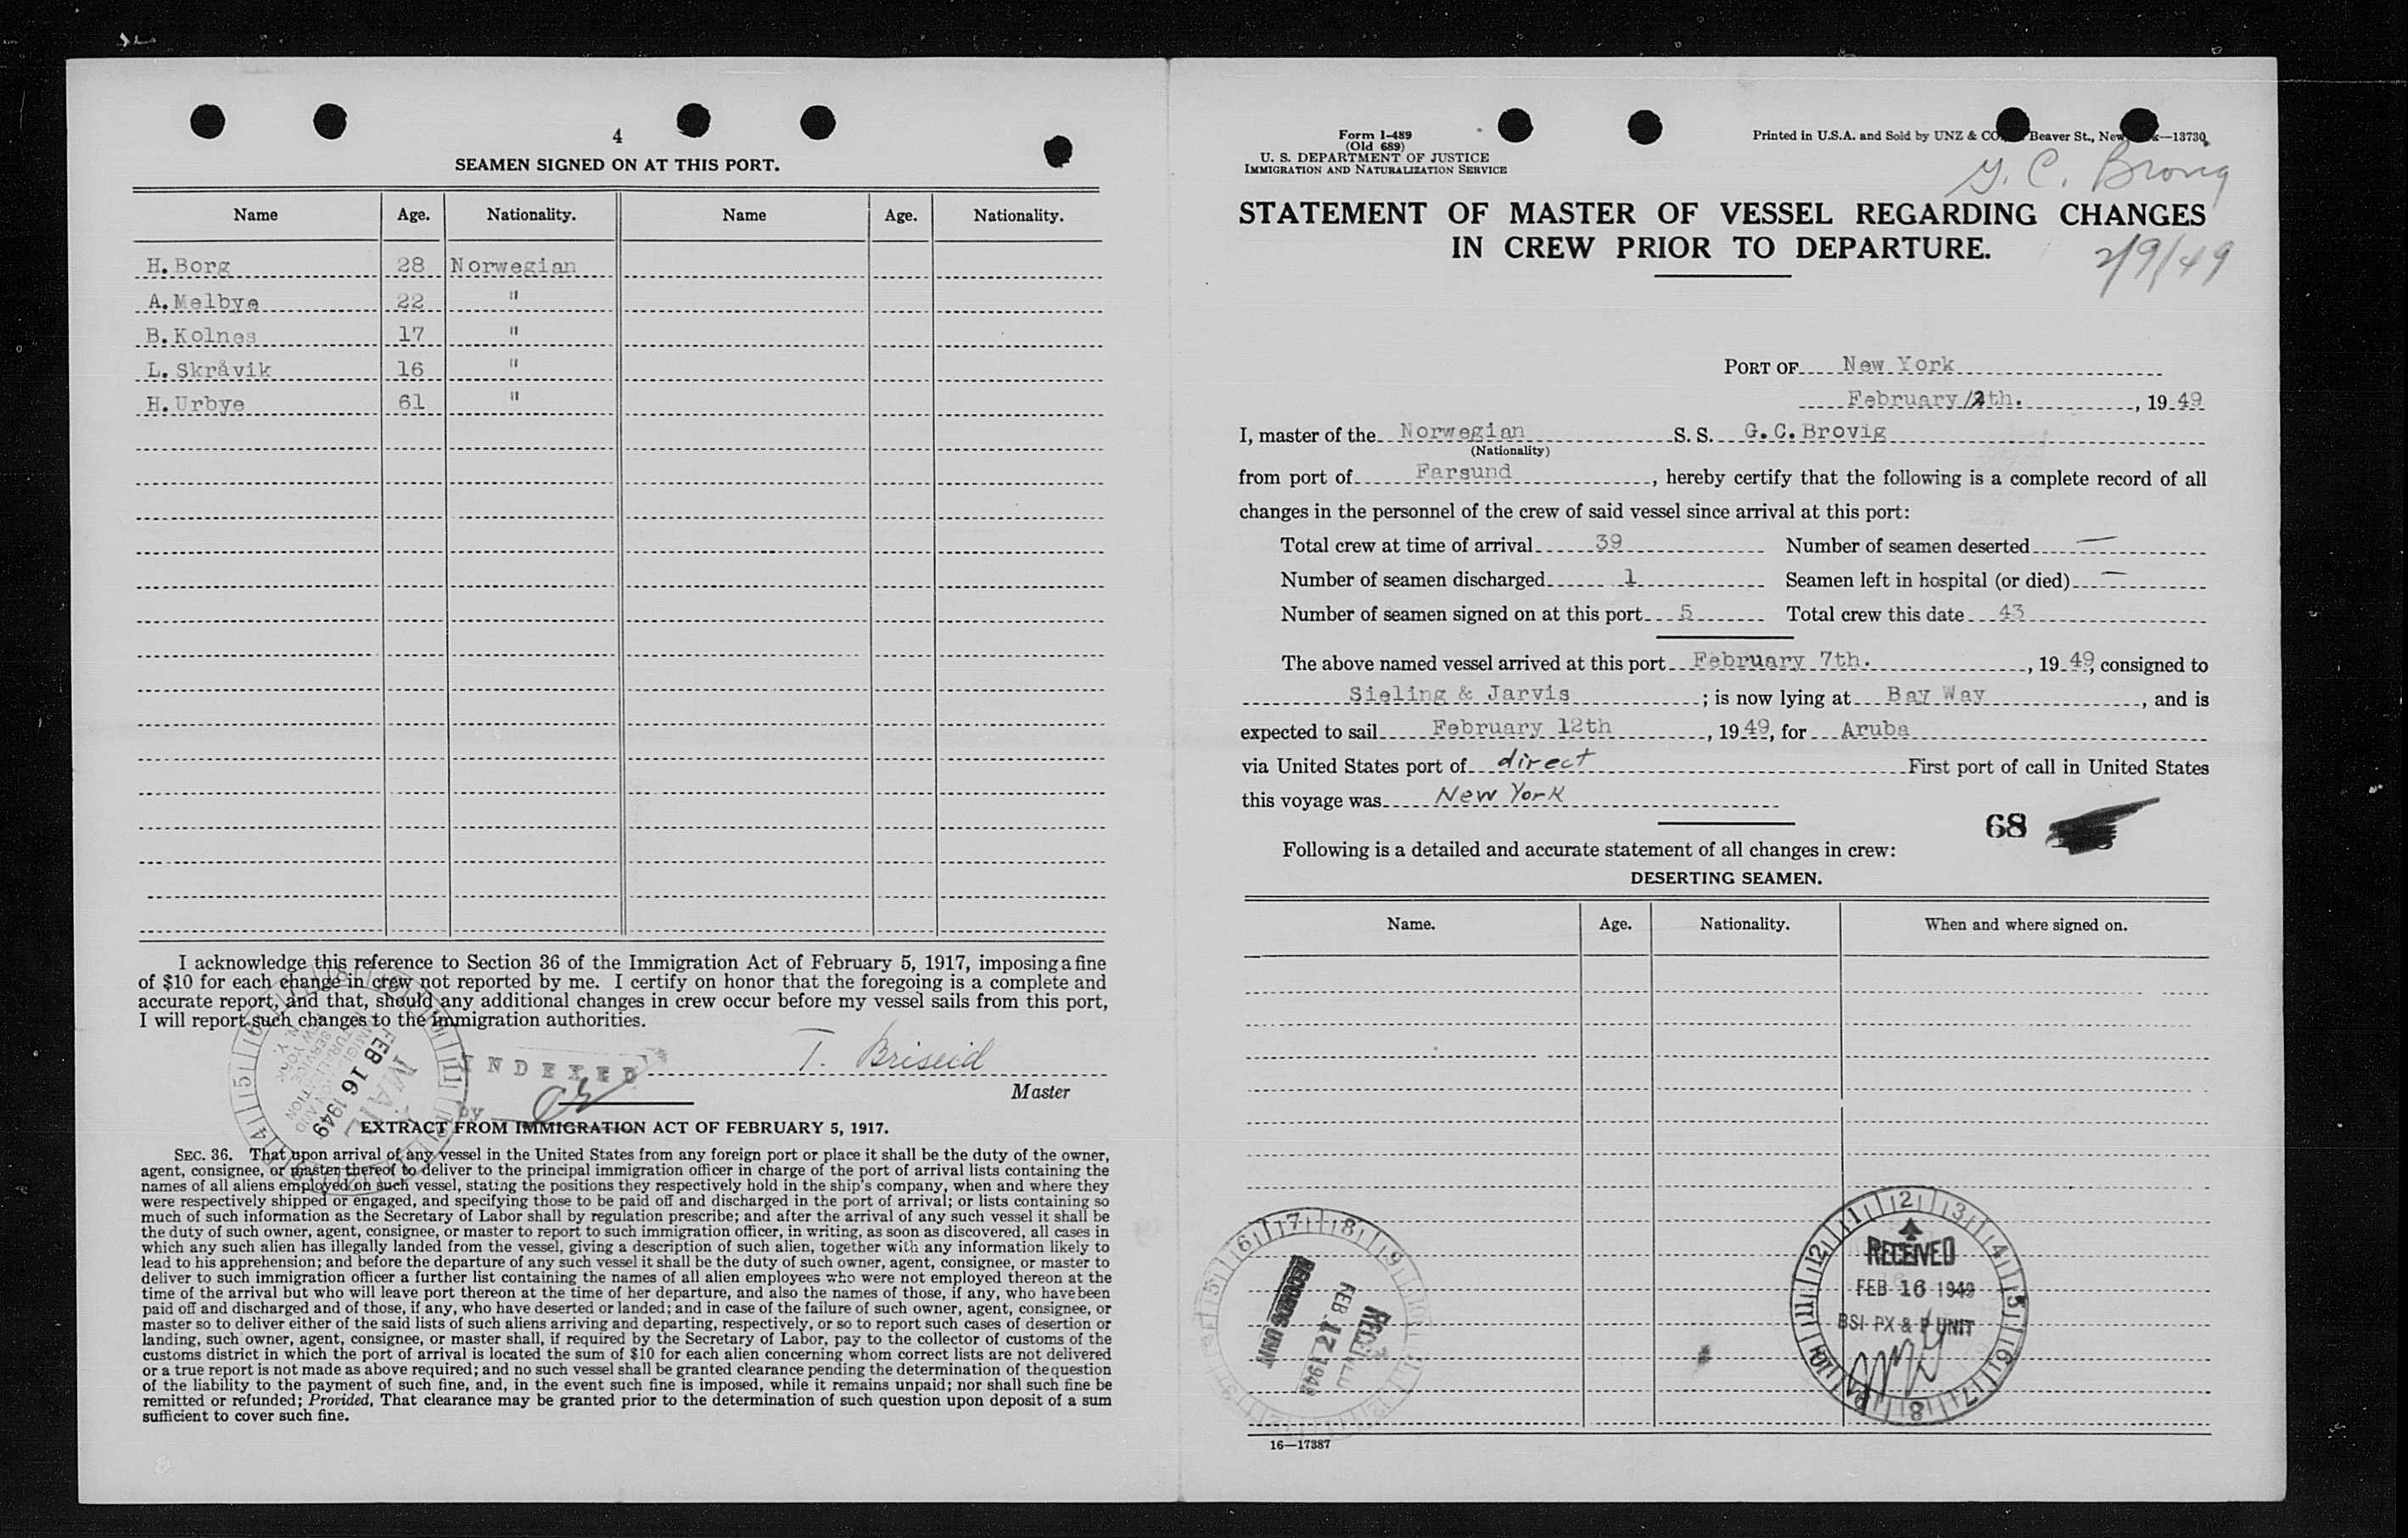 4
SEAMEN SIGNED ON AT THIS PORT.
Name Age. Nationality. Name Age. Nationality.
H. Borg 28 Norwegian
A. Melbye 22 "
B. Kolnes 17 "
L. Skråvik 16 "
H. Urbye 61 "
I acknowledge this reference to Section 36 of the Immigration Act of February 5, 1917, imposing a fine
of $10 for each change in crew not reported by me. I certify on honor that the foregoing is a complete and
accurate report, and that, should any additional changes in crew occur before my vessel sails from this port,
I will report such changes to the immigration authorities.
INDEXED
T. Briseid
Master
by
MAIL
FEB 16 1949
EXTRACT FROM IMMIGRATION ACT OF FEBRUARY 5, 1917.
SEC. 36. That upon arrival of any vessel in the United States from any foreign port or place it shall be the duty of the owner,
agent, consignee, or master thereof to deliver to the principal immigration officer in charge of the port of arrival lists containing the
names of all aliens employed on such vessel, stating the positions they respectively hold in the ship's company, when and where they
were respectively shipped or engaged, and specifying those to be paid off and discharged in the port of arrival; or lists containing so
much of such information as the Secretary of Labor shall by regulation prescribe; and after the arrival of any such vessel it shall be
the duty of such owner, agent, consignee, or master to report to such immigration officer, in writing, as soon as discovered, all cases in
which any such alien has illegally landed from the vessel, giving a description of such alien, together with any information likely to
lead to his apprehension; and before the departure of any such vessel it shall be the duty of such owner, agent, consignee, or master to
deliver to such immigration officer a further list containing the names of all alien employees who were not employed thereon at the
time of the arrival but who will leave port thereon at the time of her departure, and also the names of those, if any, who have been
paid off and discharged and of those, if any, who have deserted or landed; and in case of the failure of such owner, agent, consignee, or
master so to deliver either of the said lists of such aliens arriving and departing, respectively, or so to report such cases of desertion or
landing, such owner, agent, consignee, or master shall, if required by the Secretary of Labor, pay to the collector of customs of the
customs district in which the port of arrival is located the sum of $10 for each alien concerning whom correct lists are not delivered
or a true report is not made as above required; and no such vessel shall be granted clearance pending the determination of the question
of the liability to the payment of such fine, and, in the event such fine is imposed, while it remains unpaid; nor shall such fine be
remitted or refunded; Provided, That clearance may be granted prior to the determination of such question upon deposit of a sum
sufficient to cover such fine.
Form I-489
(Old 689)
U. S. DEPARTMENT OF JUSTICE
IMMIGRATION AND NATURALIZATION SERVICE
Printed in U.S.A. and Sold by UNZ & CO Beaver St., New k—13730
G. C. Brovig
STATEMENT OF MASTER OF VESSEL REGARDING CHANGES
IN CREW PRIOR TO DEPARTURE.
2/9/49
PORT OF New York
February 12th. , 19 49
I, master of the Norwegian S. S. G. C. Brovig
(Nationality)
from port of Farsund , hereby certify that the following is a complete record of all
changes in the personnel of the crew of said vessel since arrival at this port:
Total crew at time of arrival 39 Number of seamen deserted —
Number of seamen discharged 1 Seamen left in hospital (or died) —
Number of seamen signed on at this port 5 Total crew this date 43
The above named vessel arrived at this port February 7th. , 19 49, consigned to
Sieling & Jarvis ; is now lying at Bay Way , and is
expected to sail February 12th , 19 49, for Aruba
via United States port of direct First port of call in United States
this voyage was New York
68
Following is a detailed and accurate statement of all changes in crew:
DESERTING SEAMEN.
Name. Age. Nationality. When and where signed on.
RECEIVED
FEB 17 1949
RECORDS UNIT
RECEIVED
FEB 16 1949
BSI PX & P UNIT
16—17387